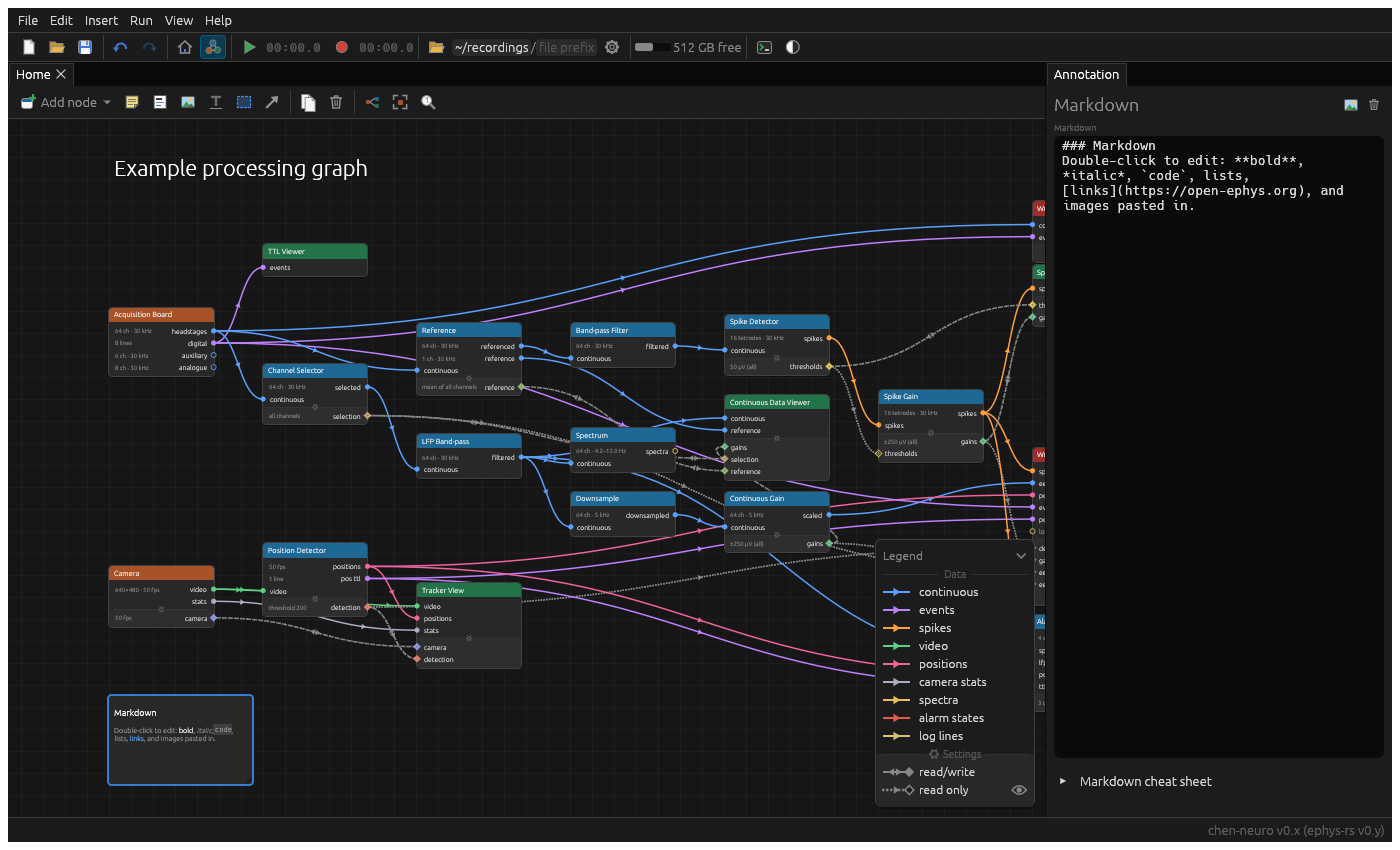 File Edit Insert Run View Help
00:00.0 00:00.0 ~/recordings/file prefix 512 GB free
Home
Annotation
Add node
Markdown
Markdown
### Markdown
Double-click to edit: **bold**,
*italic*, `code`, lists,
[links](https://open-ephys.org), and
images pasted in.
Markdown cheat sheet
Example processing graph
TTL Viewer
events
Acquisition Board
64 ch · 30 kHz headstages
8 lines digital
6 ch · 30 kHz auxiliary
8 ch · 30 kHz analogue
Channel Selector
64 ch · 30 kHz selected
continuous
all channels selection
Reference
64 ch · 30 kHz referenced
1 ch · 30 kHz reference
continuous
mean of all channels reference
LFP Band-pass
64 ch · 30 kHz filtered
continuous
Band-pass Filter
64 ch · 30 kHz filtered
continuous
Spectrum
64 ch · 4.2–12.0 Hz spectra
continuous
Downsample
64 ch · 5 kHz downsampled
continuous
Spike Detector
16 tetrodes · 30 kHz spikes
continuous
50 µV (all) thresholds
Continuous Data Viewer
continuous
reference
gains
selection
reference
Continuous Gain
64 ch · 5 kHz scaled
continuous
±250 µV (all) gains
Spike Gain
16 tetrodes · 30 kHz spikes
spikes
±250 µV (all) gains
thresholds
Camera
640×480 · 50 fps video
stats
50 fps camera
Position Detector
50 fps positions
1 line pos ttl
video
threshold 200 detection
Tracker View
video
positions
stats
camera
detection
Markdown
Double-click to edit: bold, italic, code,
lists, links, and images pasted in.
Legend
Data
continuous
events
spikes
video
positions
camera stats
spectra
alarm states
log lines
Settings
read/write
read only
chen-neuro v0.x (ephys-rs v0.y)